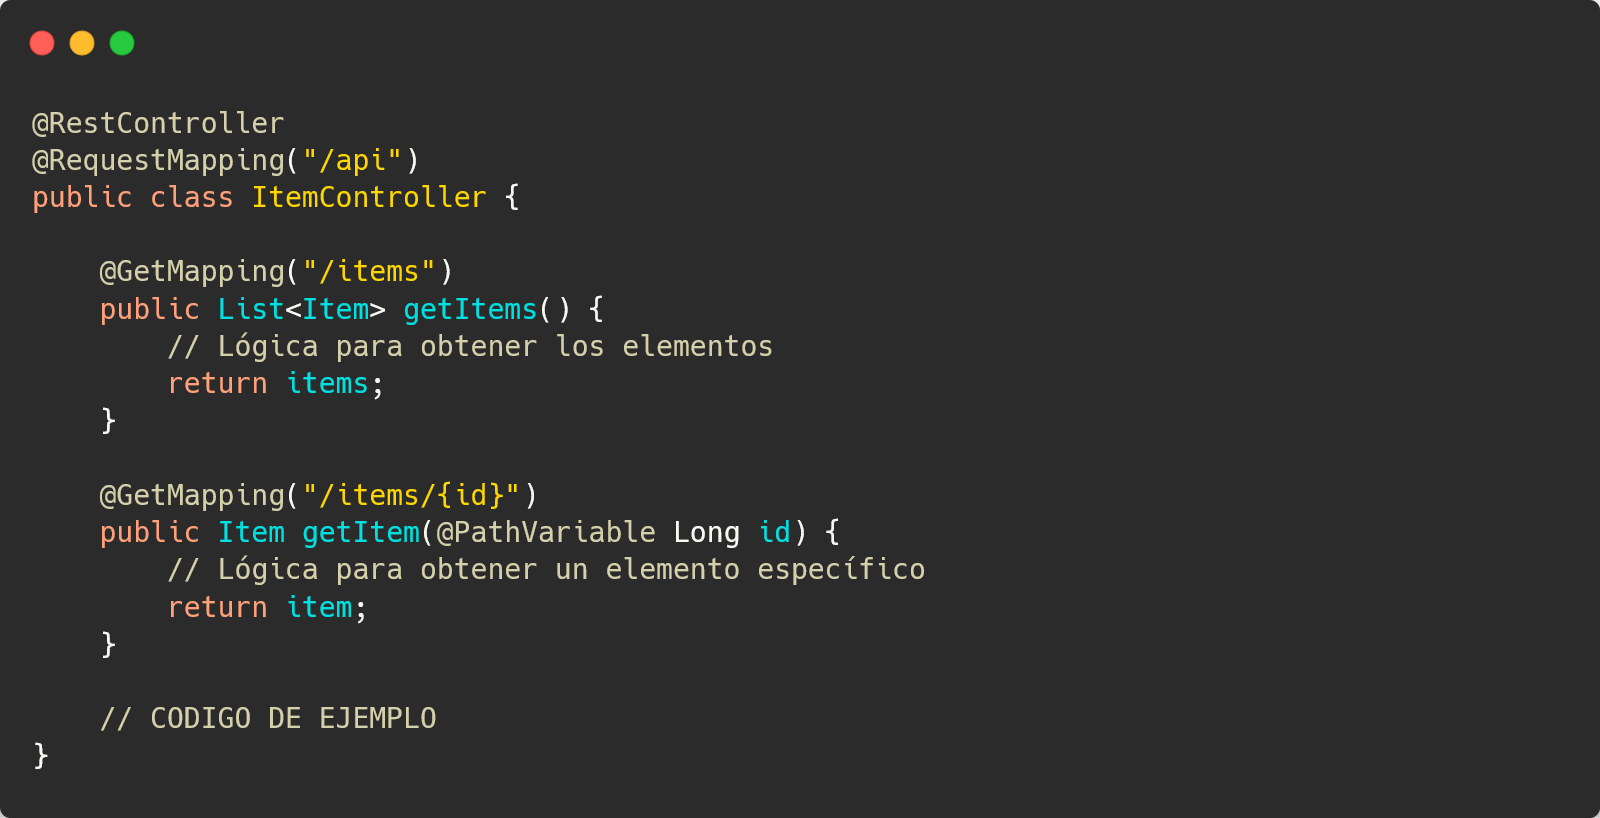 @RestController
@RequestMapping("/api")
public class ItemController {
@GetMapping("/items")
public List<Item> getItems() {
// Lógica para obtener los elementos
return items;
}
@GetMapping("/items/{id}")
public Item getItem(@PathVariable Long id) {
// Lógica para obtener un elemento específico
return item;
}
// CODIGO DE EJEMPLO
}